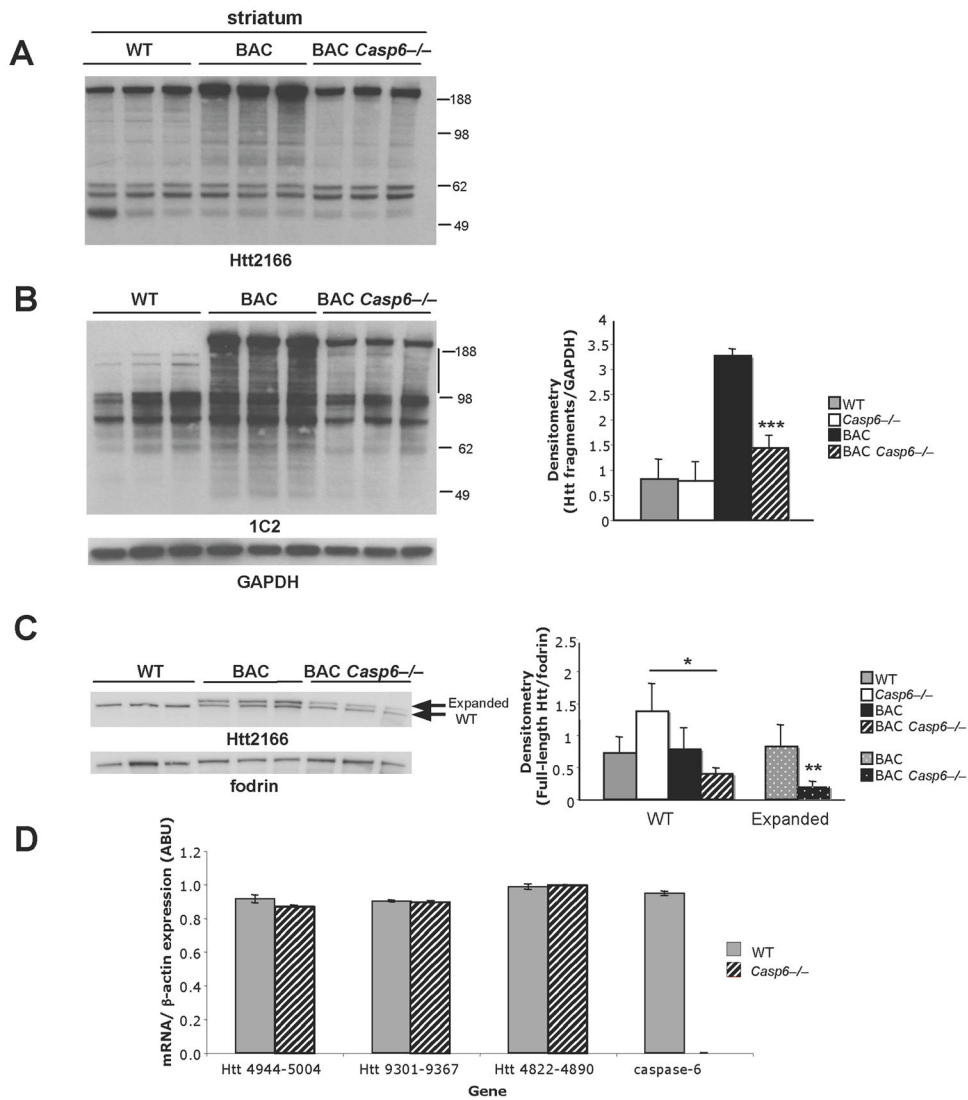 A
striatum
WT BAC BAC Casp6–/–
188
98
62
49
Htt2166
B
WT BAC BAC Casp6–/–
188
98
62
49
1C2
GAPDH
Densitometry
(Htt fragments/GAPDH)
4
3.5
3
2.5
2
1.5
1
0.5
0
***
WT
Casp6–/–
BAC
BAC Casp6–/–
C
WT BAC BAC Casp6–/–
Expanded
WT
Htt2166
fodrin
Densitometry
(Full-length Htt/fodrin)
2.5
2
1.5
1
0.5
0
*
**
WT Expanded
WT
Casp6–/–
BAC
BAC Casp6–/–
BAC
BAC Casp6–/–
D
mRNA/ β-actin expression (ABU)
1.2
1.0
0.8
0.6
0.4
0.2
0.0
Htt 4944-5004 Htt 9301-9367 Htt 4822-4890 caspase-6
Gene
WT
Casp6–/–